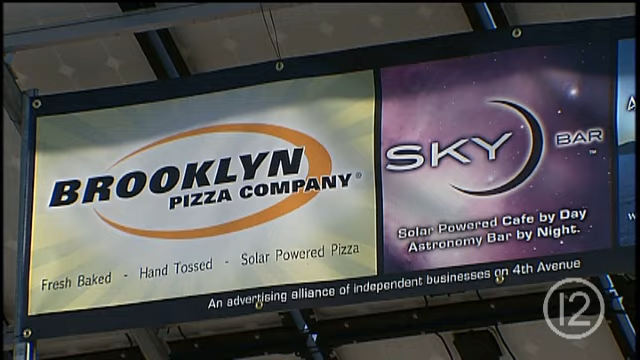 BROOKLYN
PIZZA COMPANY®
Fresh Baked - Hand Tossed - Solar Powered Pizza
SKY BAR™
Solar Powered Cafe by Day
Astronomy Bar by Night.
An advertising alliance of independent businesses on 4th Avenue
12